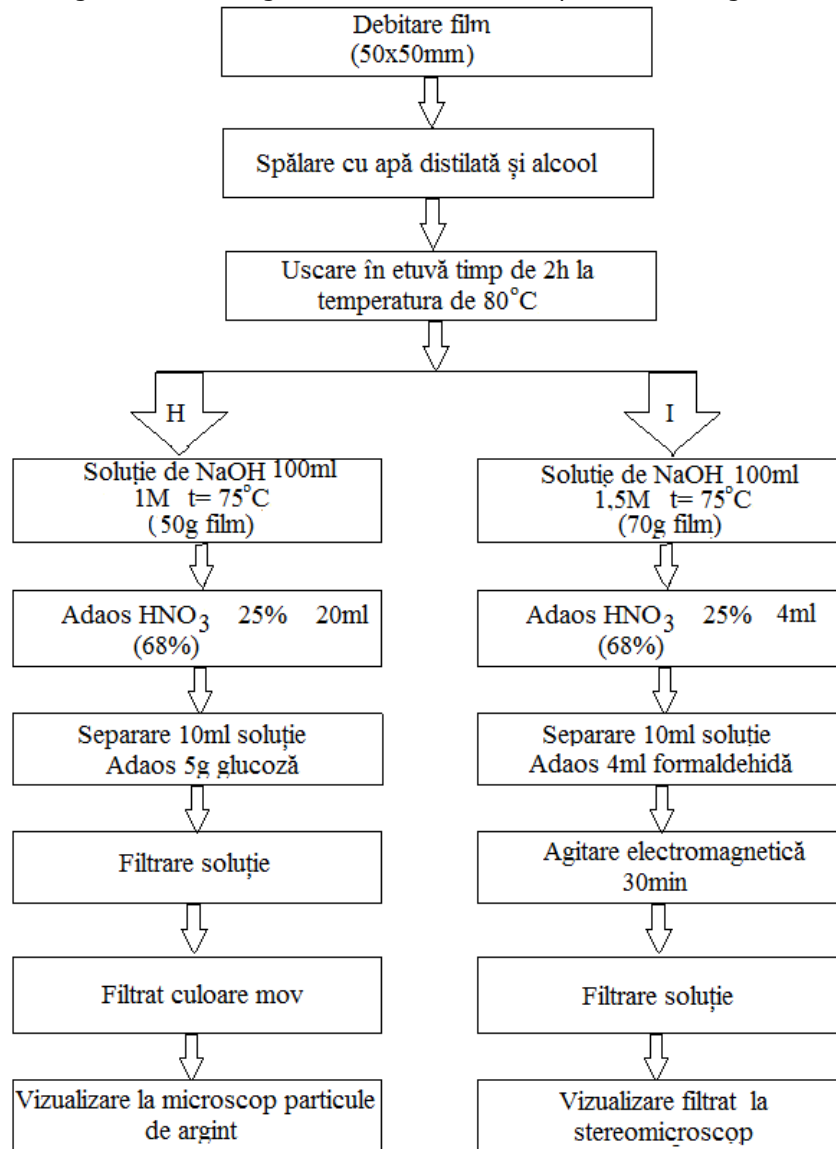 Debitare film
(50x50mm)
Spălare cu apă distilată și alcool
Uscare în etuvă timp de 2h la
temperatura de 80°C
H
Soluție de NaOH 100ml
1M t= 75°C
(50g film)
Adaos HNO3 25% 20ml
(68%)
Separare 10ml soluție
Adaos 5g glucoză
Filtrare soluție
Filtrat culoare mov
Vizualizare la microscop particule
de argint
I
Soluție de NaOH 100ml
1,5M t= 75°C
(70g film)
Adaos HNO3 25% 4ml
(68%)
Separare 10ml soluție
Adaos 4ml formaldehidă
Agitare electromagnetică
30min
Filtrare soluție
Vizualizare filtrat la
stereomicroscop